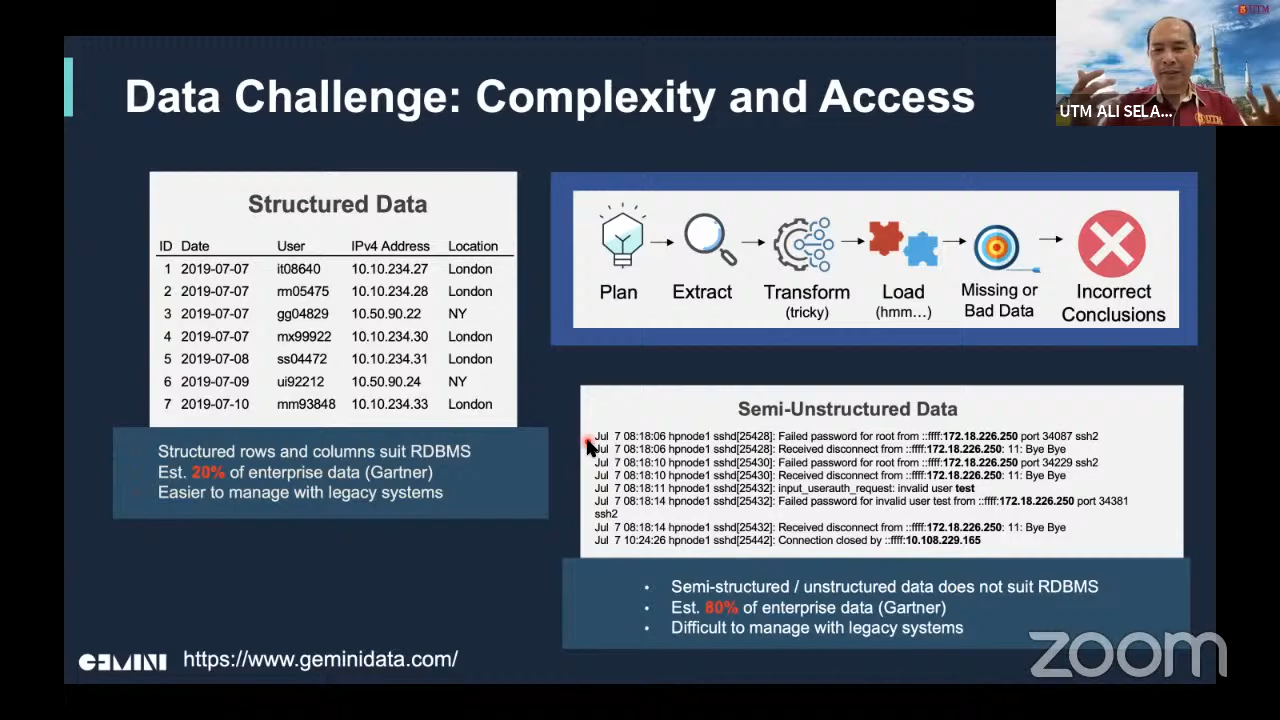 Data Challenge: Complexity and Access
UTM
UTM ALI SELA...
Structured Data
ID Date User IPv4 Address Location
1 2019-07-07 it08640 10.10.234.27 London
2 2019-07-07 rm05475 10.10.234.28 London
3 2019-07-07 gg04829 10.50.90.22 NY
4 2019-07-07 mx99922 10.10.234.30 London
5 2019-07-08 ss04472 10.10.234.31 London
6 2019-07-09 ui92212 10.50.90.24 NY
7 2019-07-10 mm93848 10.10.234.33 London
Structured rows and columns suit RDBMS
Est. 20% of enterprise data (Gartner)
Easier to manage with legacy systems
Plan Extract Transform Load Missing or Incorrect
(tricky) (hmm...) Bad Data Conclusions
Semi-Unstructured Data
Jul 7 08:18:06 hpnode1 sshd[25428]: Failed password for root from ::ffff:172.18.226.250 port 34087 ssh2
Jul 7 08:18:06 hpnode1 sshd[25428]: Received disconnect from ::ffff:172.18.226.250: 11: Bye Bye
Jul 7 08:18:10 hpnode1 sshd[25430]: Failed password for root from ::ffff:172.18.226.250 port 34229 ssh2
Jul 7 08:18:10 hpnode1 sshd[25430]: Received disconnect from ::ffff:172.18.226.250: 11: Bye Bye
Jul 7 08:18:11 hpnode1 sshd[25432]: input_userauth_request: invalid user test
Jul 7 08:18:14 hpnode1 sshd[25432]: Failed password for invalid user test from ::ffff:172.18.226.250 port 34381
ssh2
Jul 7 08:18:14 hpnode1 sshd[25432]: Received disconnect from ::ffff:172.18.226.250: 11: Bye Bye
Jul 7 10:24:26 hpnode1 sshd[25442]: Connection closed by ::ffff:10.108.229.165
• Semi-structured / unstructured data does not suit RDBMS
• Est. 80% of enterprise data (Gartner)
• Difficult to manage with legacy systems
GEMINI https://www.geminidata.com/
zoom